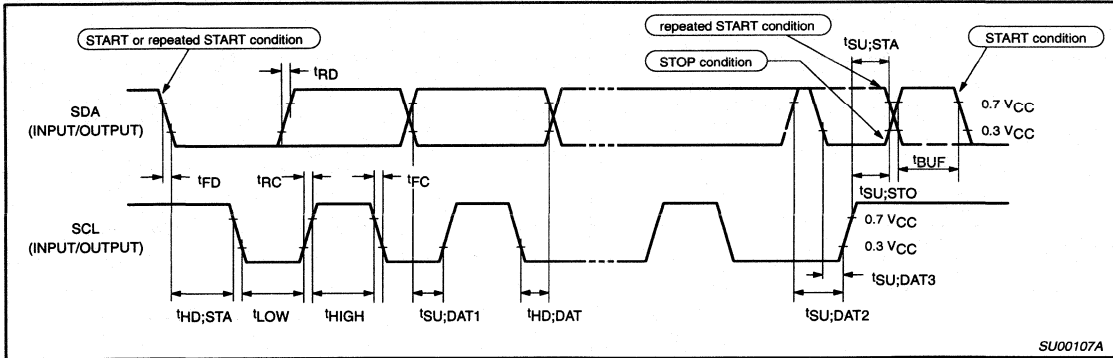 START or repeated START condition
repeated START condition
tSU;STA
START condition
STOP condition
tRD
SDA
(INPUT/OUTPUT)
0.7 VCC
0.3 VCC
tFD
tRC
tFC
tBUF
tSU;STO
SCL
(INPUT/OUTPUT)
0.7 VCC
0.3 VCC
tSU;DAT3
tHD;STA
tLOW
tHIGH
tSU;DAT1
tHD;DAT
tSU;DAT2
SU00107A